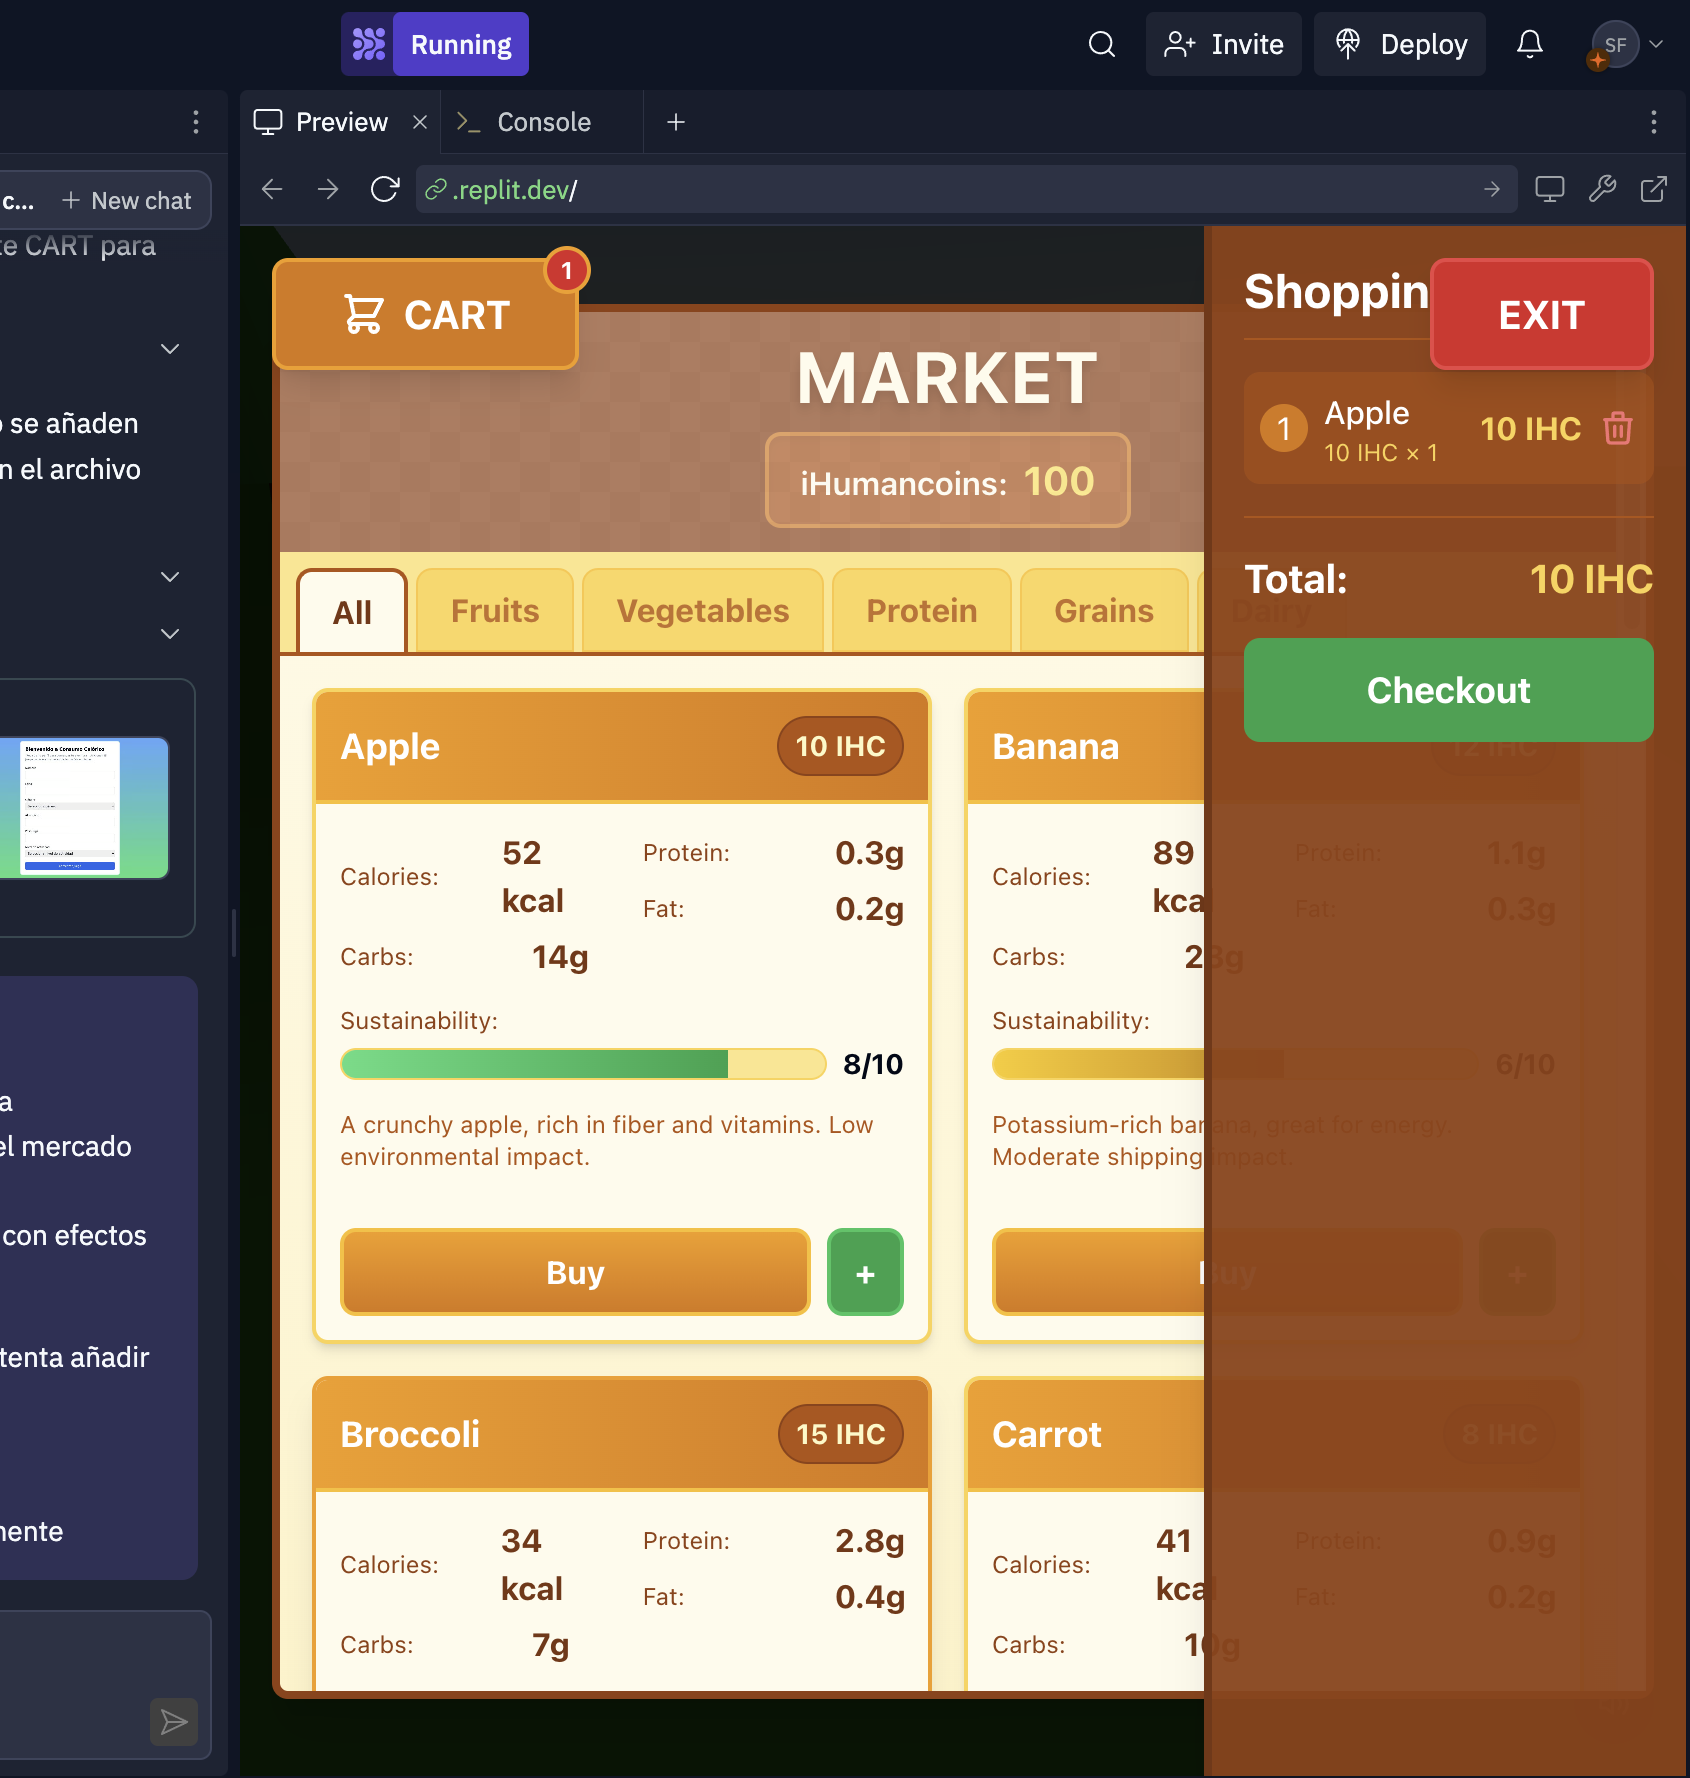 Running
Invite
Deploy
SF
Preview
Console
c...
New chat
.replit.dev/
te CART para
o se añaden
n el archivo
Bienvenido a Consumo Calórico
a
el mercado
con efectos
tenta añadir
mente
CART
1
MARKET
iHumancoins: 100
All
Fruits
Vegetables
Protein
Grains
Dairy
Apple
10 IHC
Calories:
52 kcal
Protein:
0.3g
Fat:
0.2g
Carbs:
14g
Sustainability:
8/10
A crunchy apple, rich in fiber and vitamins. Low
environmental impact.
Buy
+
Banana
12 IHC
Calories:
89 kcal
Protein:
1.1g
Fat:
0.3g
Carbs:
23g
Sustainability:
6/10
Potassium-rich banana, great for energy.
Moderate shipping impact.
Buy
+
Broccoli
15 IHC
Calories:
34 kcal
Protein:
2.8g
Fat:
0.4g
Carbs:
7g
Carrot
8 IHC
Calories:
41 kcal
Protein:
0.9g
Fat:
0.2g
Carbs:
10g
Shoppin
EXIT
1
Apple
10 IHC × 1
10 IHC
Total:
10 IHC
Checkout